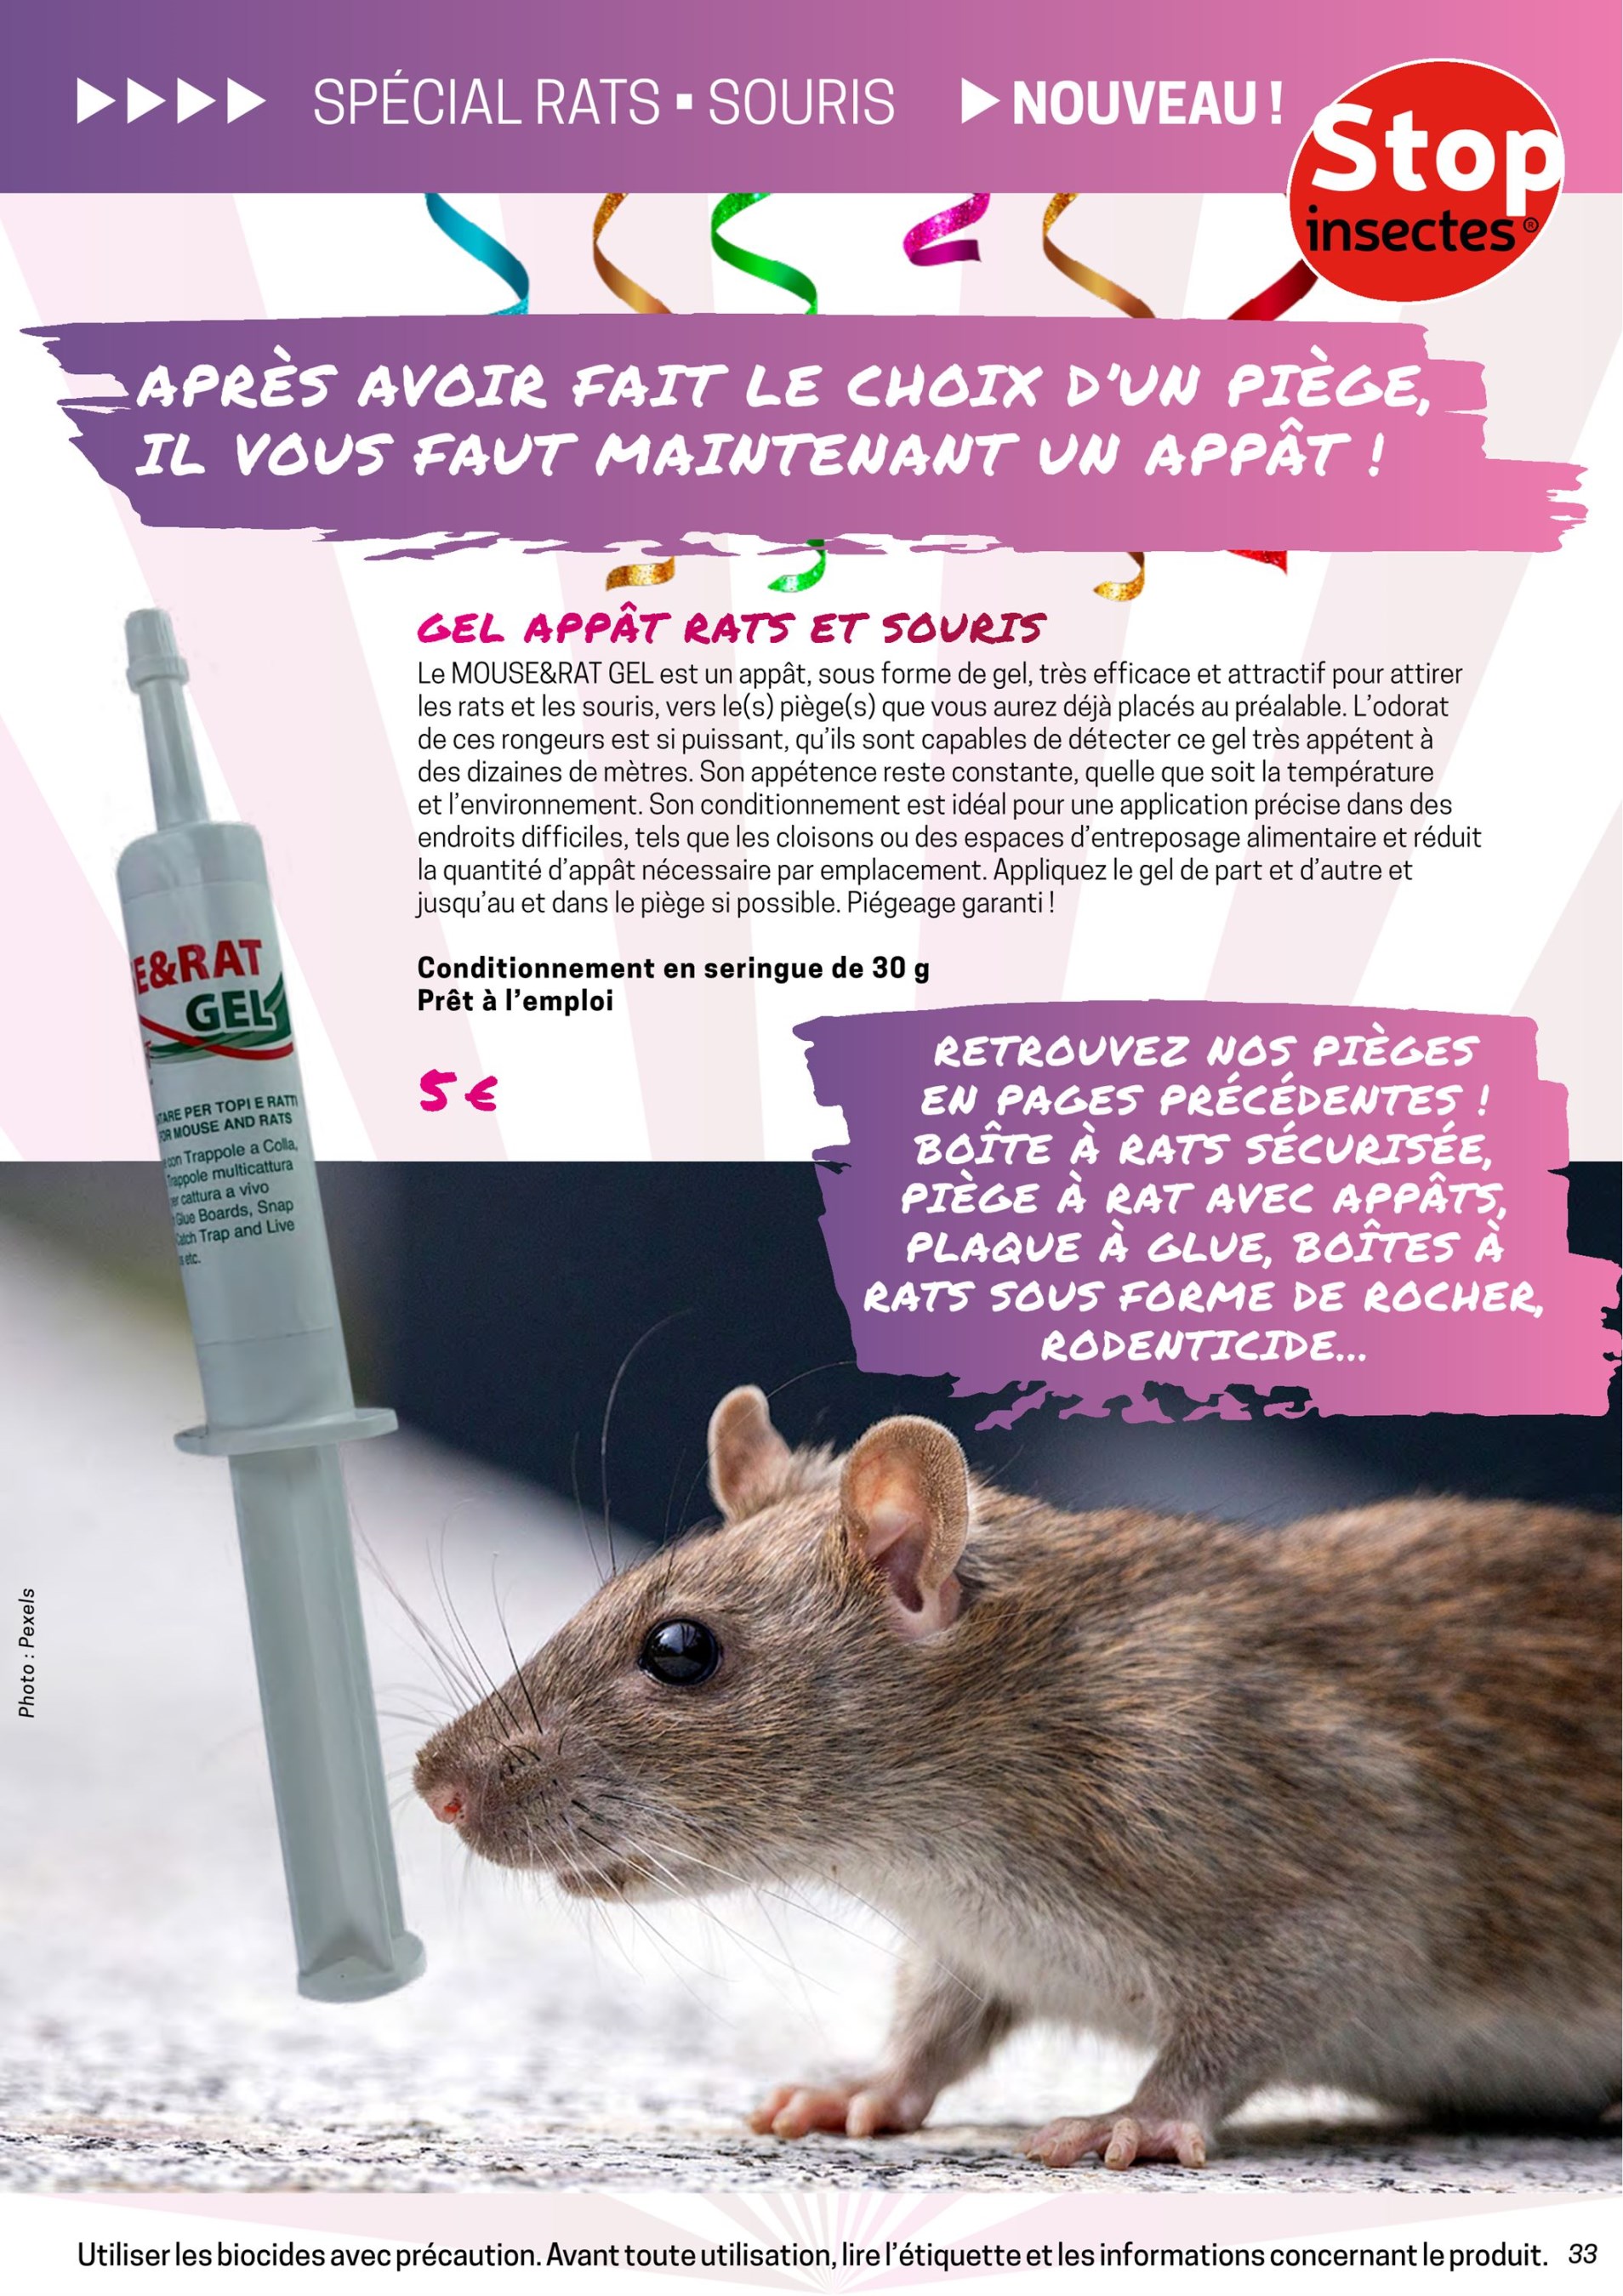 SPÉCIAL RATS ▪ SOURIS NOUVEAU !
Stop
insectes®
APRÈS AVOIR FAIT LE CHOIX D'UN PIÈGE,
IL VOUS FAUT MAINTENANT UN APPÂT !
GEL APPÂT RATS ET SOURIS
Le MOUSE&RAT GEL est un appât, sous forme de gel, très efficace et attractif pour attirer
les rats et les souris, vers le(s) piège(s) que vous aurez déjà placés au préalable. L'odorat
de ces rongeurs est si puissant, qu'ils sont capables de détecter ce gel très appétent à
des dizaines de mètres. Son appétence reste constante, quelle que soit la température
et l'environnement. Son conditionnement est idéal pour une application précise dans des
endroits difficiles, tels que les cloisons ou des espaces d'entreposage alimentaire et réduit
la quantité d'appât nécessaire par emplacement. Appliquez le gel de part et d'autre et
jusqu'au et dans le piège si possible. Piégeage garanti !
Conditionnement en seringue de 30 g
Prêt à l'emploi
5 €
E&RAT
GEL
TARE PER TOPI E RATTI
OR MOUSE AND RATS
con Trappole a Colla,
Trappole multicattura
er cattura a vivo
Glue Boards, Snap
Catch Trap and Live
etc.
RETROUVEZ NOS PIÈGES
EN PAGES PRÉCÉDENTES !
BOÎTE À RATS SÉCURISÉE,
PIÈGE À RAT AVEC APPÂTS,
PLAQUE À GLUE, BOÎTES À
RATS SOUS FORME DE ROCHER,
RODENTICIDE...
Photo : Pexels
Utiliser les biocides avec précaution. Avant toute utilisation, lire l'étiquette et les informations concernant le produit. 33